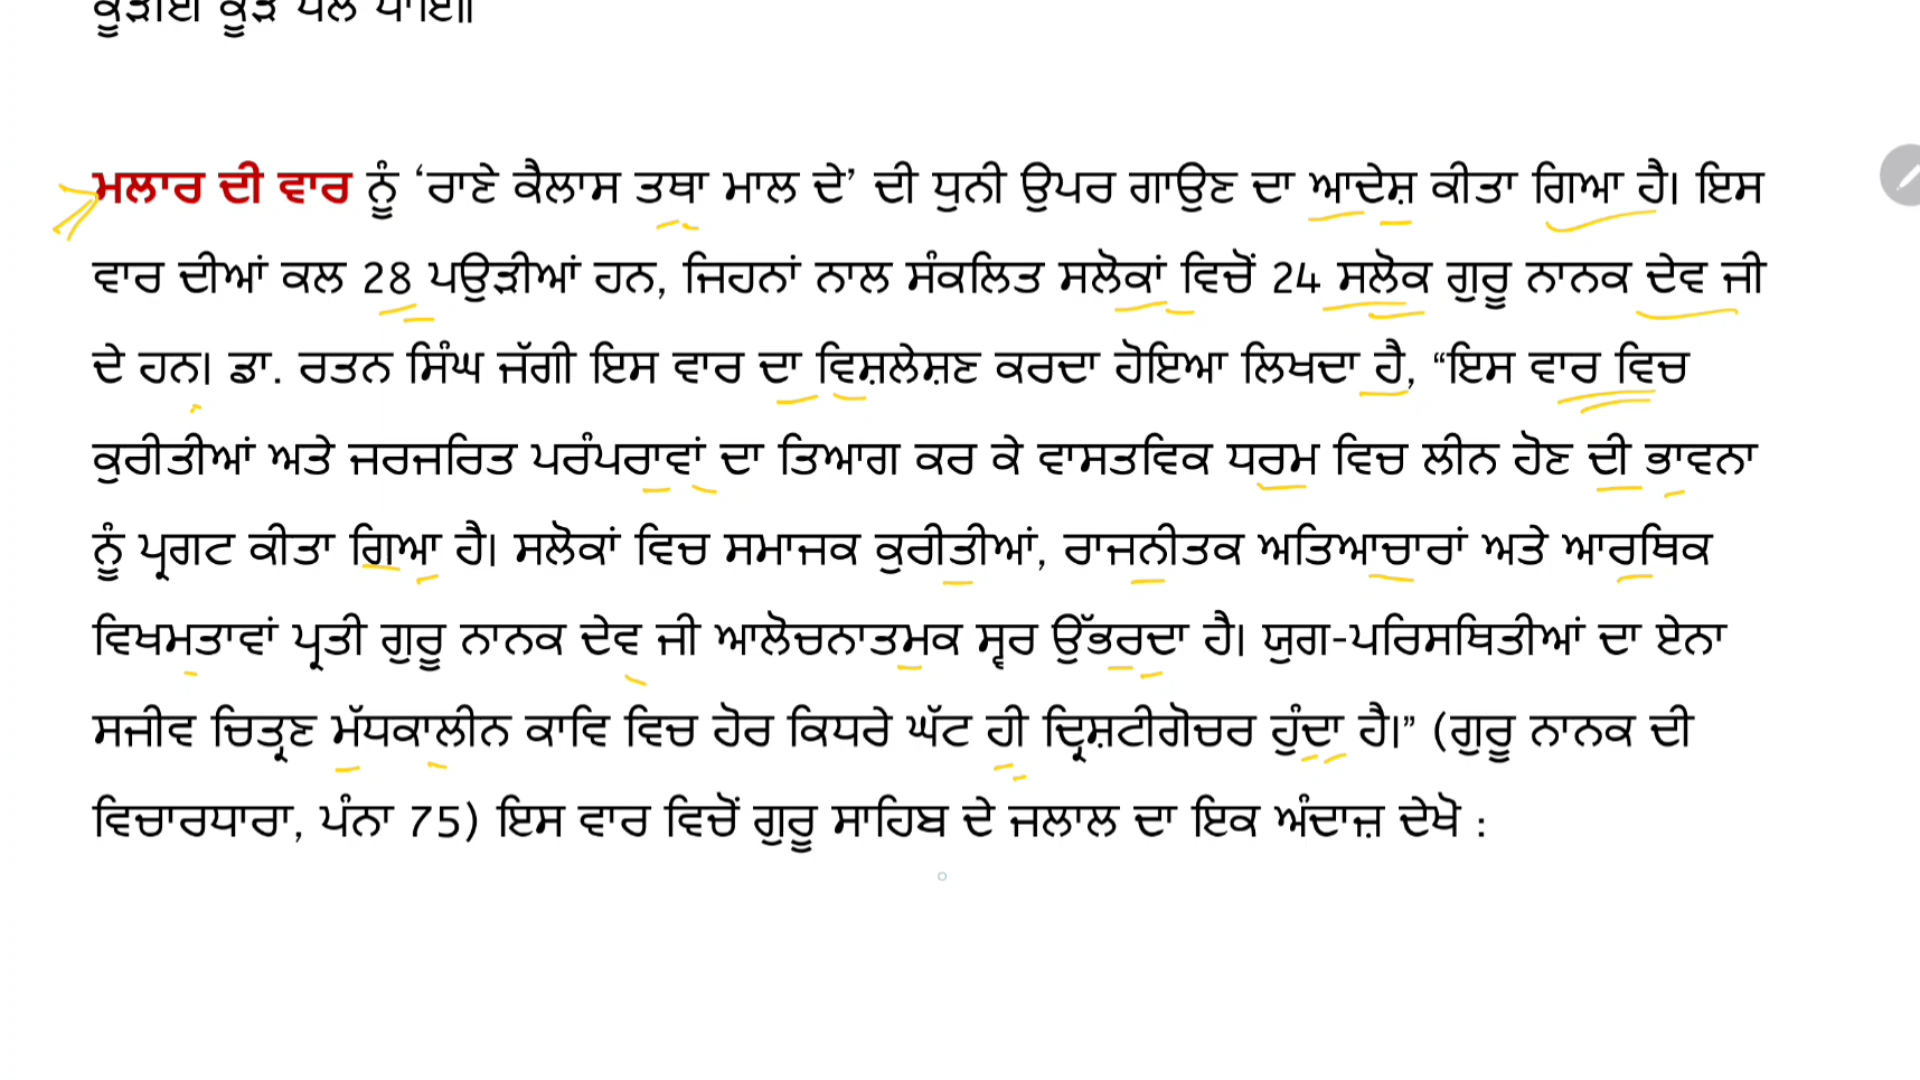 ਕੂੜੀਏ ਕੂੜੈ ਪਲੈ ਪਾਇ॥
ਮਲਾਰ ਦੀ ਵਾਰ ਨੂੰ ‘ਰਾਣੇ ਕੈਲਾਸ ਤਥਾ ਮਾਲ ਦੇ’ ਦੀ ਧੁਨੀ ਉਪਰ ਗਾਉਣ ਦਾ ਆਦੇਸ਼ ਕੀਤਾ ਗਿਆ ਹੈ। ਇਸ
ਵਾਰ ਦੀਆਂ ਕਲ 28 ਪਉੜੀਆਂ ਹਨ, ਜਿਹਨਾਂ ਨਾਲ ਸੰਕਲਿਤ ਸਲੋਕਾਂ ਵਿਚੋਂ 24 ਸਲੋਕ ਗੁਰੂ ਨਾਨਕ ਦੇਵ ਜੀ
ਦੇ ਹਨ। ਡਾ. ਰਤਨ ਸਿੰਘ ਜੱਗੀ ਇਸ ਵਾਰ ਦਾ ਵਿਸ਼ਲੇਸ਼ਣ ਕਰਦਾ ਹੋਇਆ ਲਿਖਦਾ ਹੈ, “ਇਸ ਵਾਰ ਵਿਚ
ਕੁਰੀਤੀਆਂ ਅਤੇ ਜਰਜਰਿਤ ਪਰੰਪਰਾਵਾਂ ਦਾ ਤਿਆਗ ਕਰ ਕੇ ਵਾਸਤਵਿਕ ਧਰਮ ਵਿਚ ਲੀਨ ਹੋਣ ਦੀ ਭਾਵਨਾ
ਨੂੰ ਪ੍ਰਗਟ ਕੀਤਾ ਗਿਆ ਹੈ। ਸਲੋਕਾਂ ਵਿਚ ਸਮਾਜਕ ਕੁਰੀਤੀਆਂ, ਰਾਜਨੀਤਕ ਅਤਿਆਚਾਰਾਂ ਅਤੇ ਆਰਥਿਕ
ਵਿਖਮਤਾਵਾਂ ਪ੍ਰਤੀ ਗੁਰੂ ਨਾਨਕ ਦੇਵ ਜੀ ਆਲੋਚਨਾਤਮਕ ਸ੍ਵਰ ਉੱਭਰਦਾ ਹੈ। ਯੁਗ-ਪਰਿਸਥਿਤੀਆਂ ਦਾ ਏਨਾ
ਸਜੀਵ ਚਿਤ੍ਰਣ ਮੱਧਕਾਲੀਨ ਕਾਵਿ ਵਿਚ ਹੋਰ ਕਿਧਰੇ ਘੱਟ ਹੀ ਦ੍ਰਿਸ਼ਟੀਗੋਚਰ ਹੁੰਦਾ ਹੈ।” (ਗੁਰੂ ਨਾਨਕ ਦੀ
ਵਿਚਾਰਧਾਰਾ, ਪੰਨਾ 75) ਇਸ ਵਾਰ ਵਿਚੋਂ ਗੁਰੂ ਸਾਹਿਬ ਦੇ ਜਲਾਲ ਦਾ ਇਕ ਅੰਦਾਜ਼ ਦੇਖੋ :